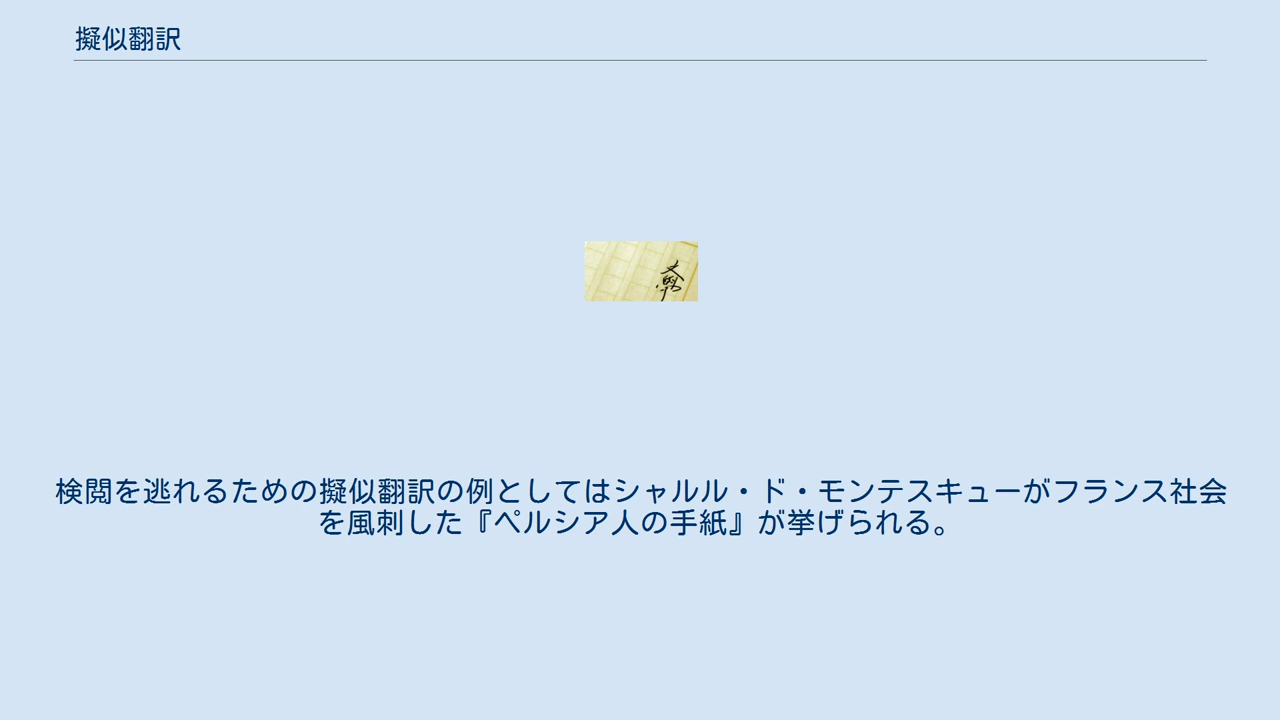 擬似翻訳
検閲を逃れるための擬似翻訳の例としてはシャルル・ド・モンテスキューがフランス社会
を風刺した『ペルシア人の手紙』が挙げられる。